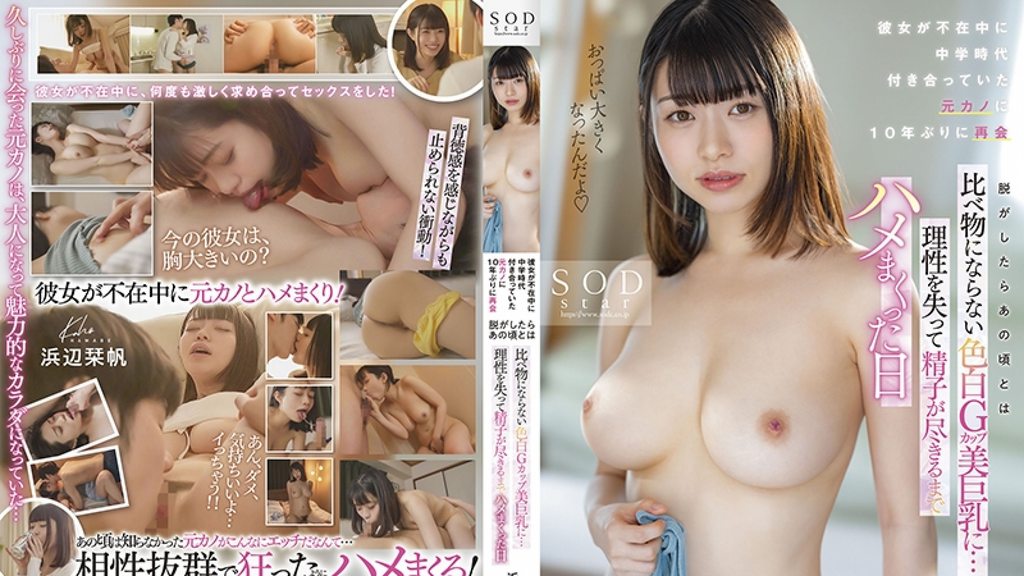 SOD
star
彼女が不在中に
中学時代
付き合っていた
元カノに
10年ぶりに再会
脱がしたらあの頃とは
比べ物にならない色白Gカップ美巨乳に…
理性を失って精子が尽きるまで
ハメまくった日
おっぱい大きく
なったんだよ♡
SOD
star
彼女が不在中に
中学時代
付き合っていた
元カノに
10年ぶりに再会
脱がしたら
あの頃とは
比べ物にならない
色白Gカップ美巨乳に…
理性を失って
精子が尽きるまで
ハメまくった日
SOD
star
彼女が不在中に、何度も激しく求め合ってセックスをした!
久しぶりに会った元カノは、大人になって魅力的なカラダになっていた…
背徳感を感じながらも
止められない衝動!
今の彼女は、
胸大きいの?
彼女が不在中に元カノとハメまくり!
浜辺栞帆
あんっダメ、
気持ちいいよ…
イっちゃう!!
あの頃は知らなかった元カノがこんなにエッチだなんて…